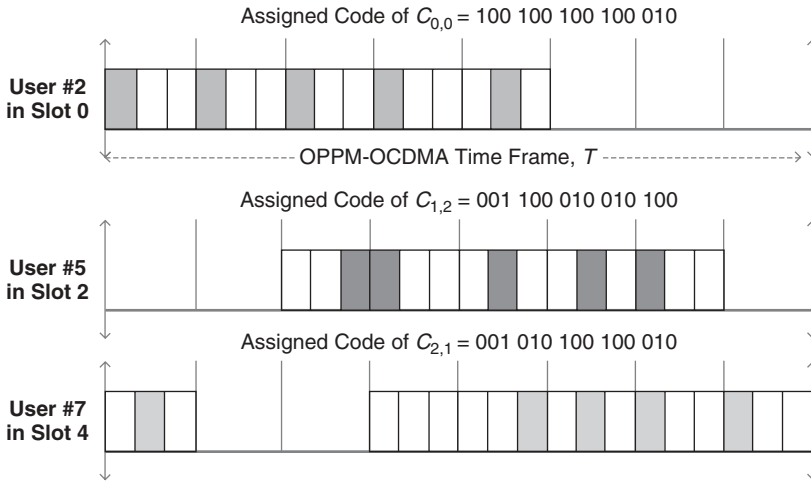 Assigned Code of C0,0 = 100 100 100 100 010
User #2
in Slot 0
OPPM-OCDMA Time Frame, T
Assigned Code of C1,2 = 001 100 010 010 100
User #5
in Slot 2
Assigned Code of C2,1 = 001 010 100 100 010
User #7
in Slot 4